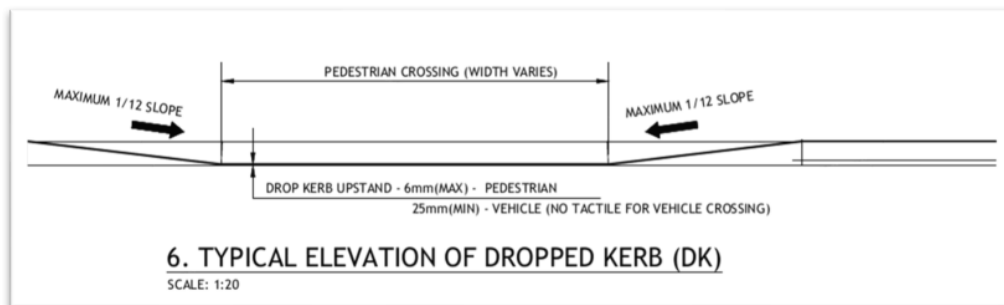 PEDESTRIAN CROSSING (WIDTH VARIES)
MAXIMUM 1/12 SLOPE
MAXIMUM 1/12 SLOPE
DROP KERB UPSTAND - 6mm(MAX) - PEDESTRIAN
25mm(MIN) - VEHICLE (NO TACTILE FOR VEHICLE CROSSING)
6. TYPICAL ELEVATION OF DROPPED KERB (DK)
SCALE: 1:20